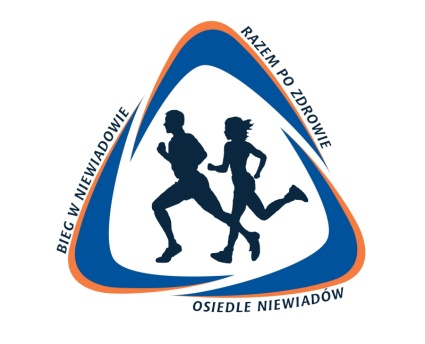 BIEG W NIEWIADOWIE
RAZEM PO ZDROWIE
OSIEDLE NIEWIADÓW